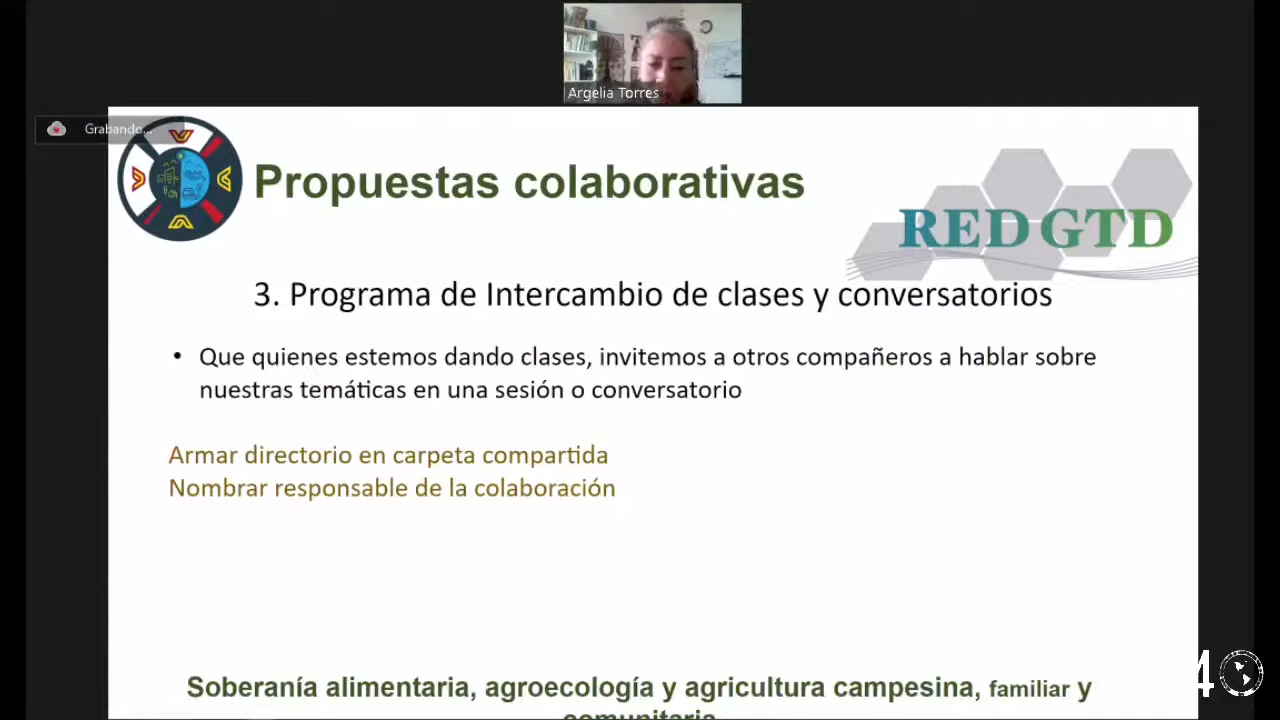 Argelia Torres
Grabando...
Propuestas colaborativas
RED GTD
3. Programa de Intercambio de clases y conversatorios
• Que quienes estemos dando clases, invitemos a otros compañeros a hablar sobre
nuestras temáticas en una sesión o conversatorio
Armar directorio en carpeta compartida
Nombrar responsable de la colaboración
4
Soberanía alimentaria, agroecología y agricultura campesina, familiar y
comunitaria